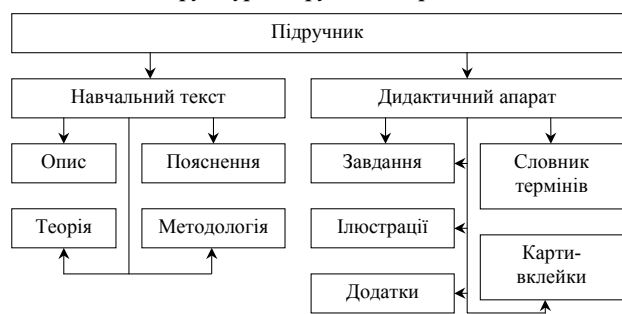 Підручник
Навчальний текст
Дидактичний апарат
Опис
Пояснення
Завдання
Словник
термінів
Теорія
Методологія
Ілюстрації
Карти-
вклейки
Додатки